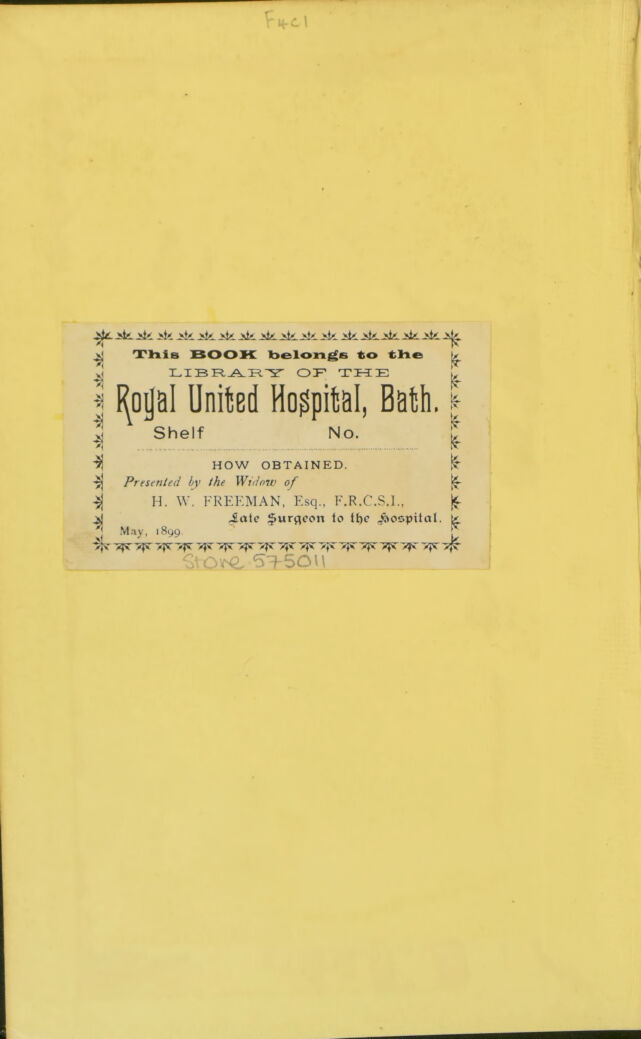 F4C1
This BOOK belongs to the
LIBRARY OF THE
Royal United Hospital, Bath.
Shelf No.
HOW OBTAINED.
Presented by the Widow of
H. W. FREEMAN, Esq., F.R.C.S.I.,
Late Surgeon to the Hospital.
May, 1899
Store 575011